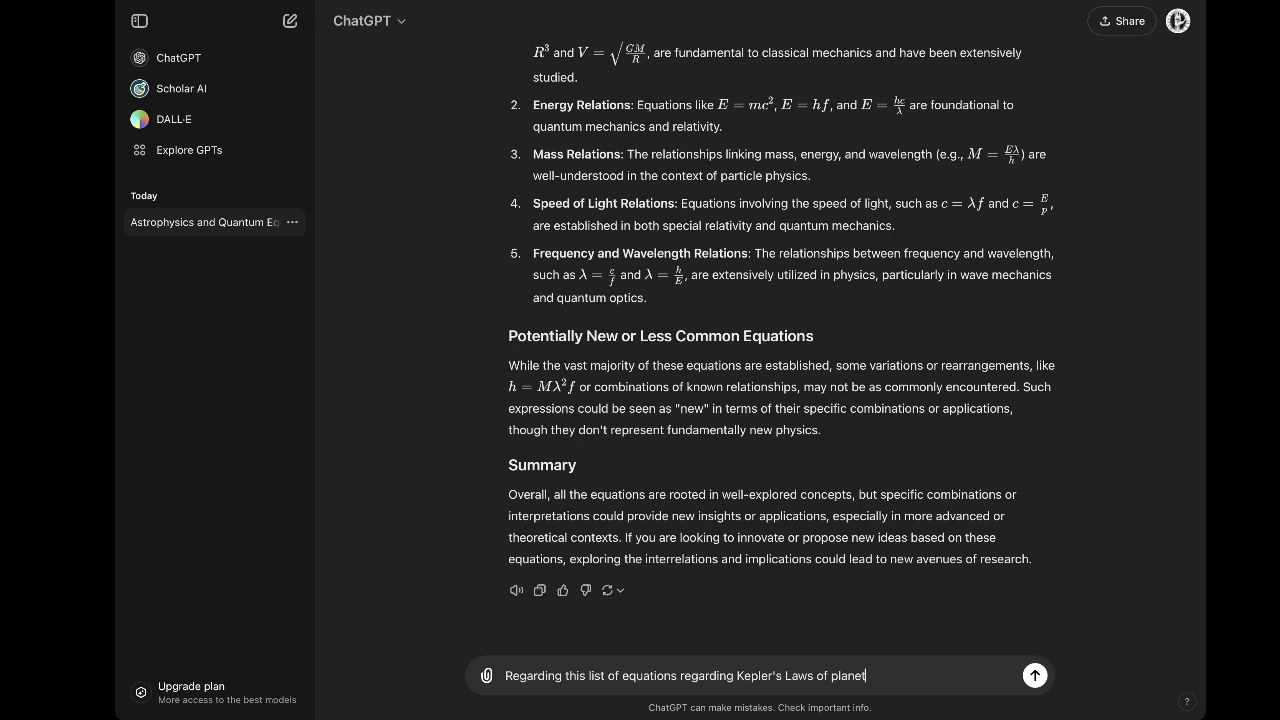 ChatGPT
Share
ChatGPT
Scholar AI
DALL·E
Explore GPTs
Today
Astrophysics and Quantum Eq
R³ and V = √(GM/R), are fundamental to classical mechanics and have been extensively
studied.
2. Energy Relations: Equations like E = mc², E = hf, and E = hc/λ are foundational to
quantum mechanics and relativity.
3. Mass Relations: The relationships linking mass, energy, and wavelength (e.g., M = Eλ/h) are
well-understood in the context of particle physics.
4. Speed of Light Relations: Equations involving the speed of light, such as c = λf and c = E/p,
are established in both special relativity and quantum mechanics.
5. Frequency and Wavelength Relations: The relationships between frequency and wavelength,
such as λ = c/f and λ = h/E, are extensively utilized in physics, particularly in wave mechanics
and quantum optics.
Potentially New or Less Common Equations
While the vast majority of these equations are established, some variations or rearrangements, like
h = Mλ²f or combinations of known relationships, may not be as commonly encountered. Such
expressions could be seen as "new" in terms of their specific combinations or applications,
though they don't represent fundamentally new physics.
Summary
Overall, all the equations are rooted in well-explored concepts, but specific combinations or
interpretations could provide new insights or applications, especially in more advanced or
theoretical contexts. If you are looking to innovate or propose new ideas based on these
equations, exploring the interrelations and implications could lead to new avenues of research.
Regarding this list of equations regarding Kepler's Laws of planet
Upgrade plan
More access to the best models
ChatGPT can make mistakes. Check important info.
?